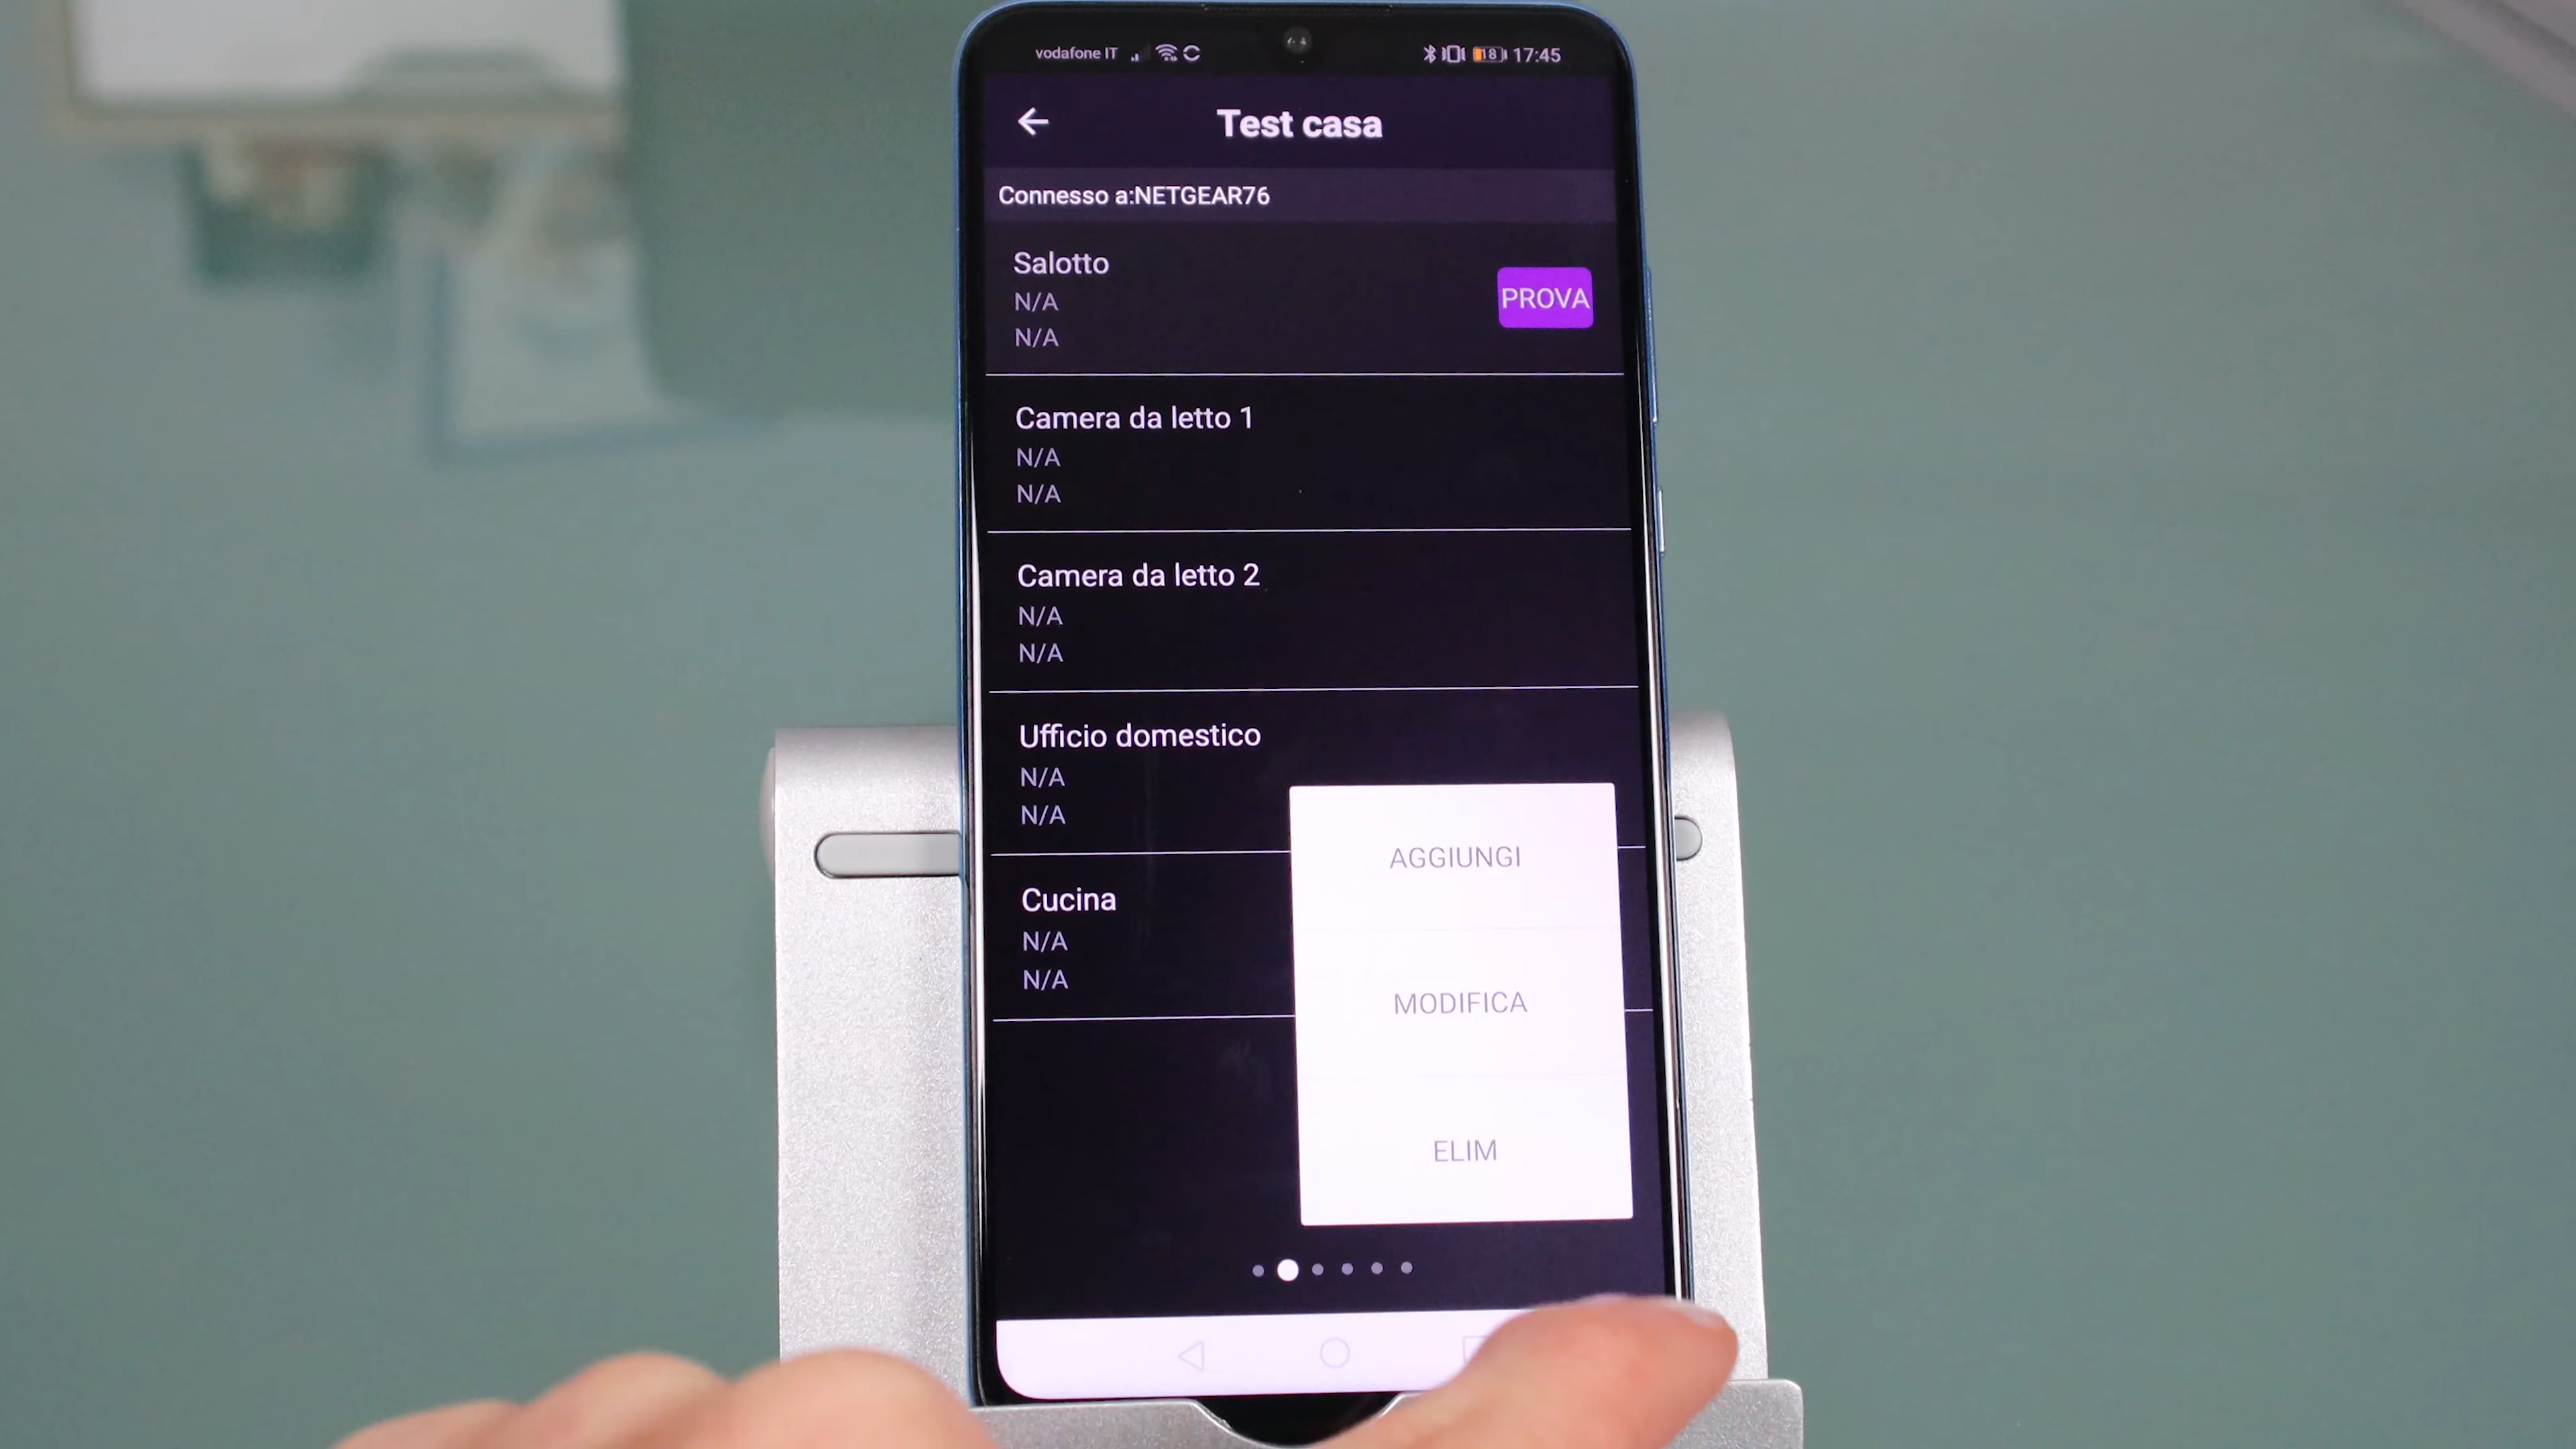 vodafone IT
18
17:45
Test casa
Connesso a:NETGEAR76
Salotto
N/A
N/A
PROVA
Camera da letto 1
N/A
N/A
Camera da letto 2
N/A
N/A
Ufficio domestico
N/A
N/A
Cucina
N/A
N/A
AGGIUNGI
MODIFICA
ELIM